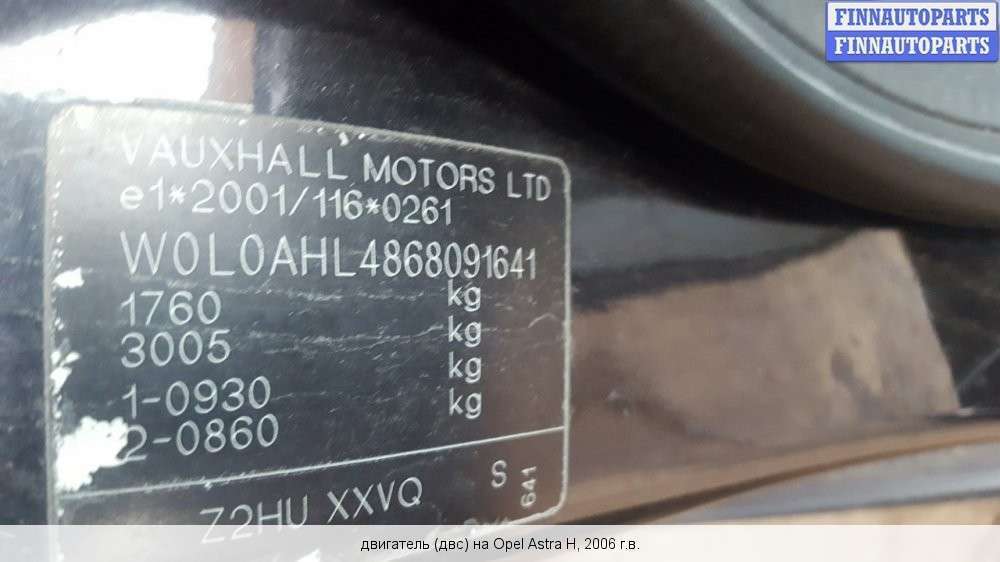 FINNAUTOPARTS
FINNAUTOPARTS
VAUXHALL MOTORS LTD
e1*2001/116*0261
W0L0AHL4868091641
1760 kg
3005 kg
1-0930 kg
2-0860 kg
Z2HU XXVQ S 641
двигатель (двс) на Opel Astra H, 2006 г.в.